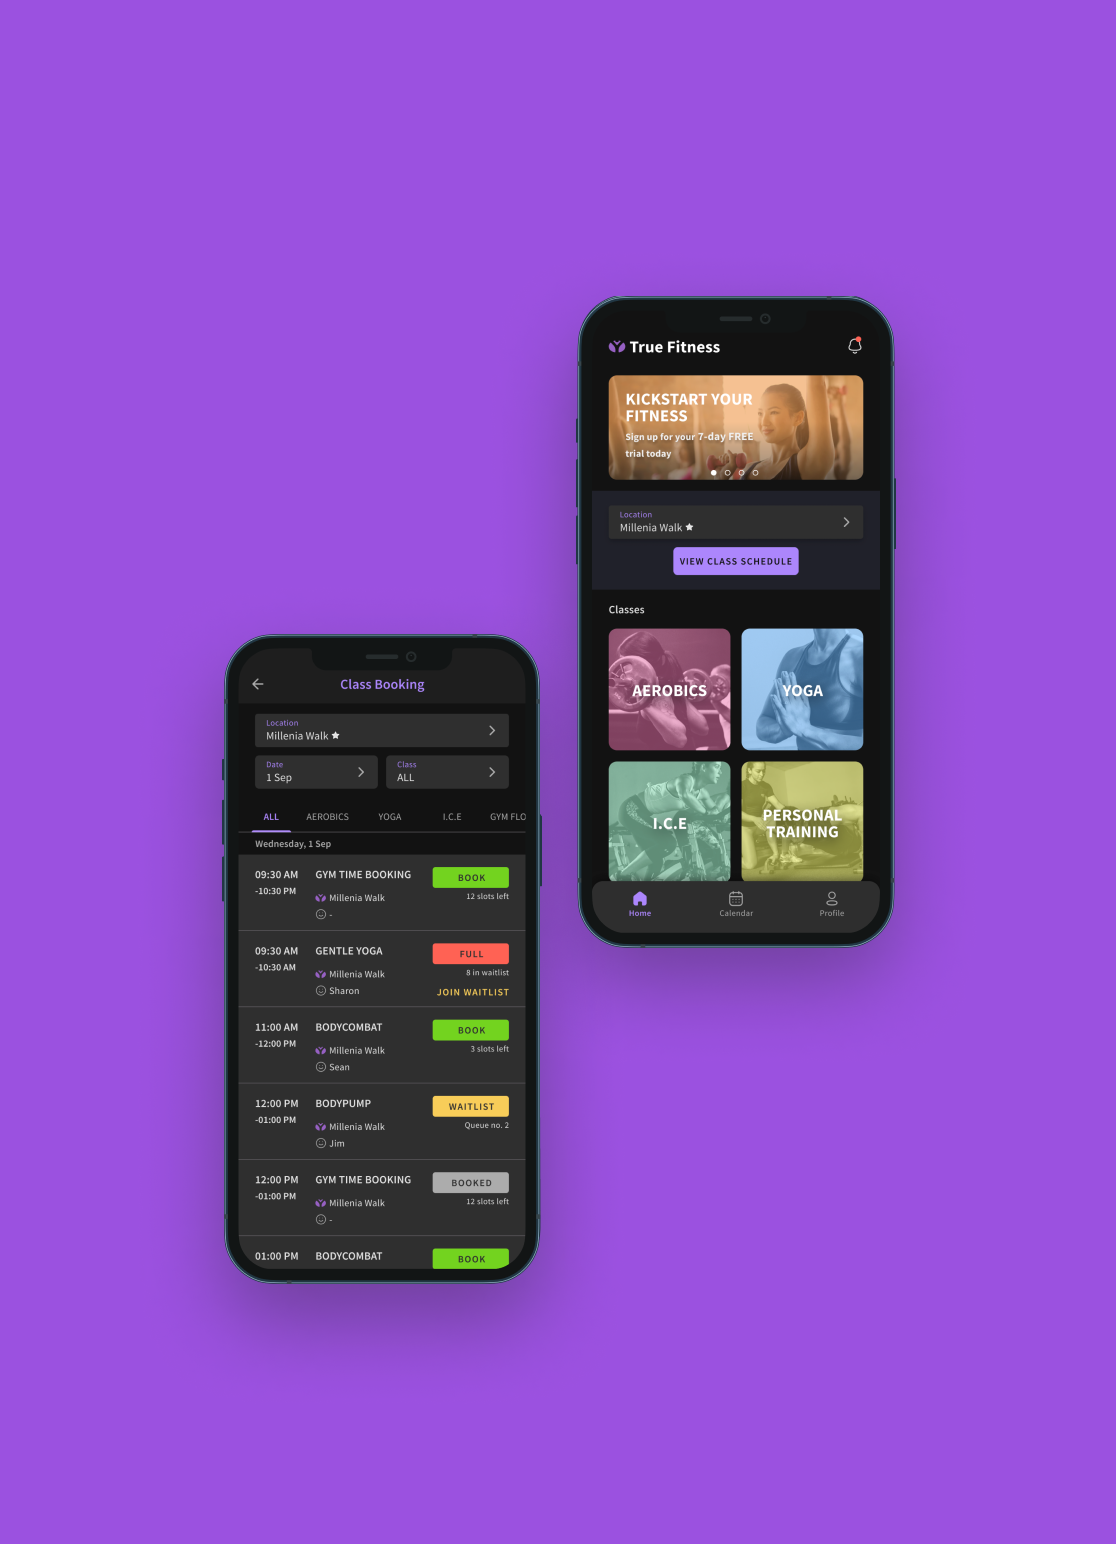 True Fitness
KICKSTART YOUR
FITNESS
Sign up for your 7-day FREE
trial today
Location
Millenia Walk
VIEW CLASS SCHEDULE
Classes
AEROBICS
YOGA
I.C.E
PERSONAL
TRAINING
Home
Calendar
Profile
Class Booking
Location
Millenia Walk
Date
1 Sep
Class
ALL
ALL AEROBICS YOGA I.C.E GYM FLO
Wednesday, 1 Sep
09:30 AM GYM TIME BOOKING BOOK
-10:30 PM
Millenia Walk 12 slots left
-
09:30 AM GENTLE YOGA FULL
-10:30 AM
Millenia Walk 8 in waitlist
Sharon JOIN WAITLIST
11:00 AM BODYCOMBAT BOOK
-12:00 PM
Millenia Walk 3 slots left
Sean
12:00 PM BODYPUMP WAITLIST
-01:00 PM
Millenia Walk Queue no. 2
Jim
12:00 PM GYM TIME BOOKING BOOKED
-01:00 PM
Millenia Walk 12 slots left
-
01:00 PM BODYCOMBAT BOOK